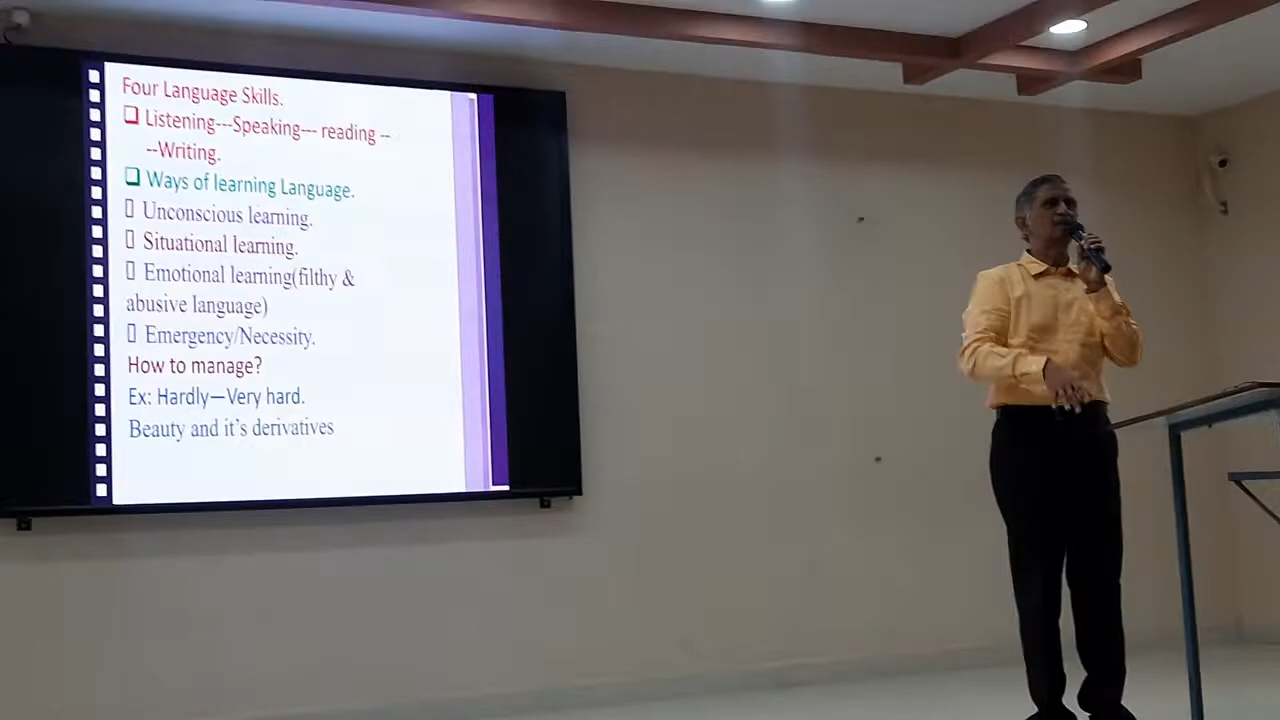 Four Language Skills.
❑ Listening---Speaking--- reading --
--Writing.
❑ Ways of learning Language.
▯ Unconscious learning.
▯ Situational learning.
▯ Emotional learning(filthy &
abusive language)
▯ Emergency/Necessity.
How to manage?
Ex: Hardly—Very hard.
Beauty and it's derivatives